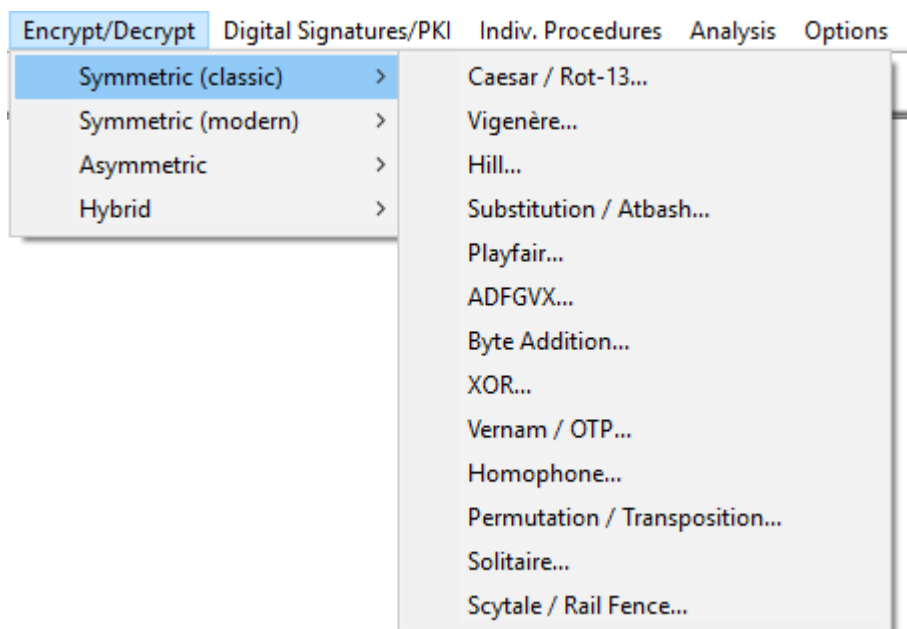 Encrypt/Decrypt Digital Signatures/PKI Indiv. Procedures Analysis Options
Symmetric (classic) >
Symmetric (modern) >
Asymmetric >
Hybrid >
Caesar / Rot-13...
Vigenère...
Hill...
Substitution / Atbash...
Playfair...
ADFGVX...
Byte Addition...
XOR...
Vernam / OTP...
Homophone...
Permutation / Transposition...
Solitaire...
Scytale / Rail Fence...